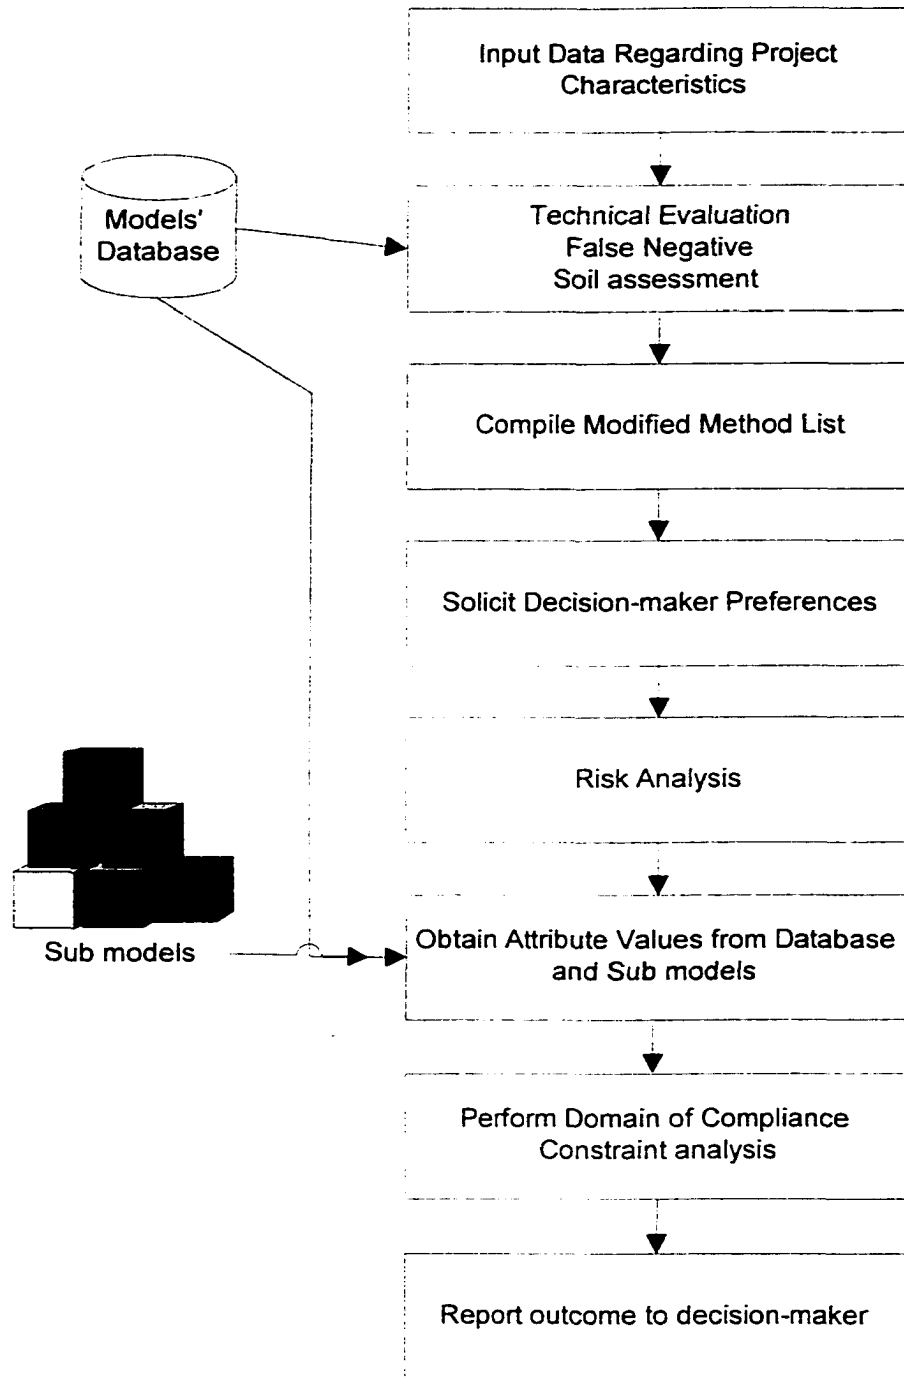 Input Data Regarding Project
Characteristics
Models'
Database
Technical Evaluation
False Negative
Soil assessment
Compile Modified Method List
Solicit Decision-maker Preferences
Risk Analysis
Sub models
Obtain Attribute Values from Database
and Sub models
Perform Domain of Compliance
Constraint analysis
Report outcome to decision-maker